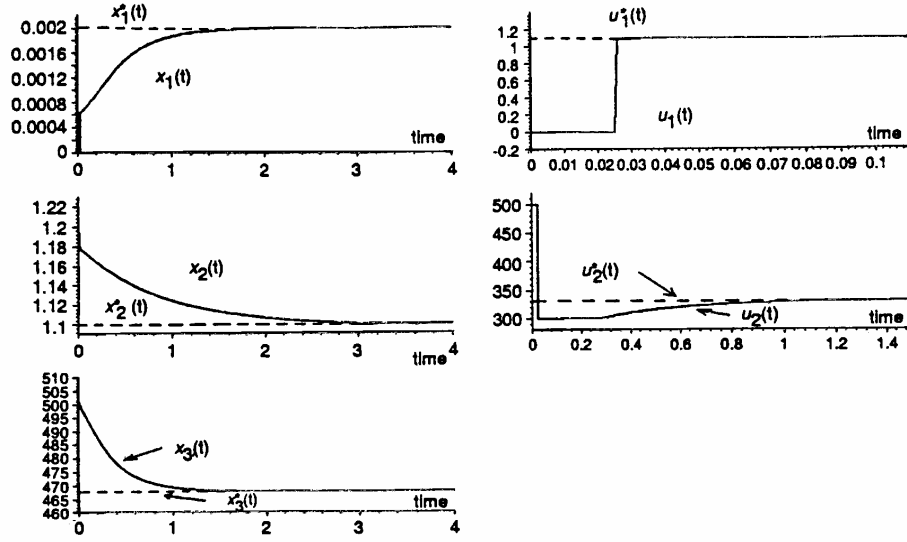 x₁*(t)
0.002
0.0016
0.0012
0.0008
0.0004
0
x₁(t)
time
0 1 2 3 4
u₁*(t)
1.2
1.0
0.8
0.6
0.4
0.2
0
-0.2
u₁(t)
time
0 0.01 0.02 0.03 0.04 0.05 0.06 0.07 0.08 0.09 0.1
1.22
1.2
1.18
1.16
1.14
1.12
1.1
x₂(t)
x₂*(t)
time
0 1 2 3 4
500
450
400
350
300
u₂*(t)
u₂(t)
time
0 0.2 0.4 0.6 0.8 1 1.2 1.4
510
505
500
495
490
485
480
475
470
465
460
x₃(t)
x₃*(t)
time
0 1 2 3 4